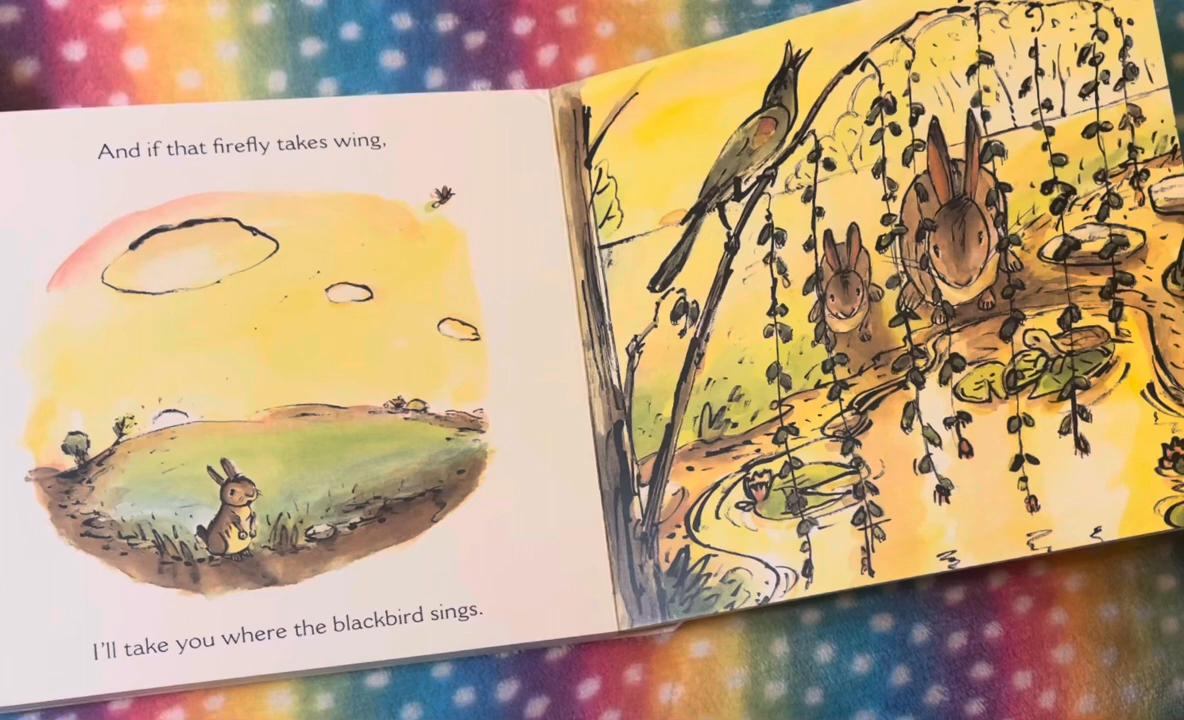 And if that firefly takes wing,
I'll take you where the blackbird sings.